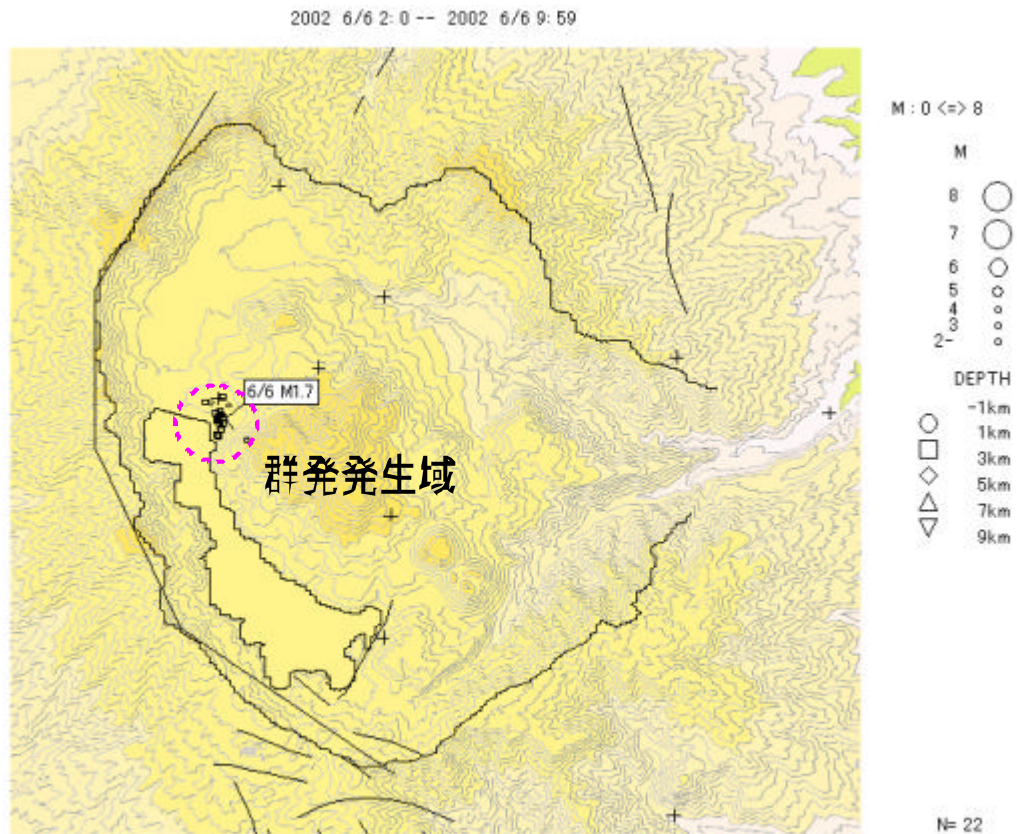 2002 6/6 2: 0 -- 2002 6/6 9:59
M : 0 <=> 8
M
8
7
6
5
4
3
2-
DEPTH
-1km
1km
3km
5km
7km
9km
6/6 M1.7
群発発生域
N= 22